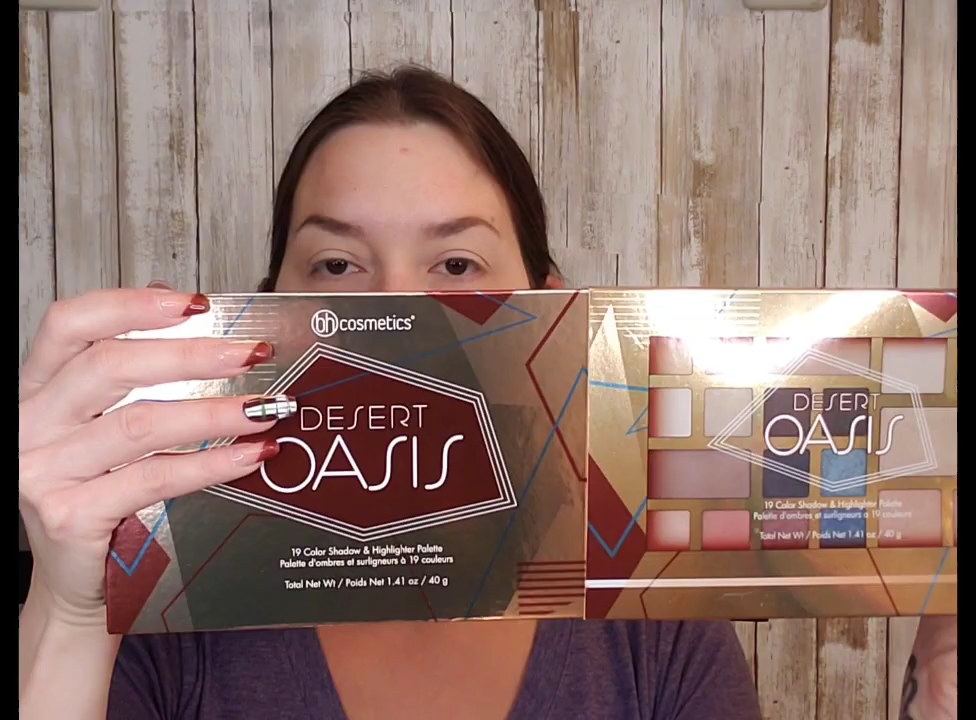 bh cosmetics®
DESERT
OASIS
19 Color Shadow & Highlighter Palette
Palette d'ombres et surligneurs à 19 couleurs
Total Net Wt / Poids Net 1.41 oz / 40 g
DESERT
OASIS
19 Color Shadow & Highlighter Palette
Palette d'ombres et surligneurs à 19 couleurs
Total Net Wt / Poids Net 1.41 oz / 40 g